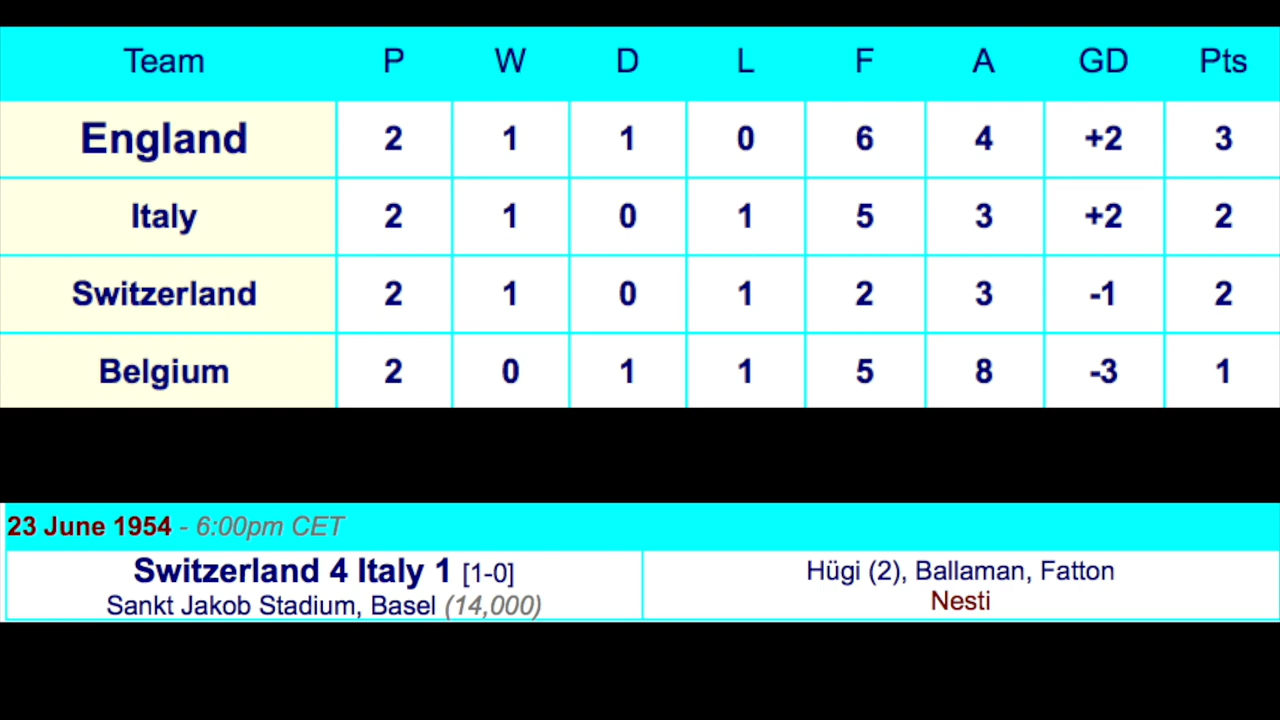 Team P W D L F A GD Pts
England 2 1 1 0 6 4 +2 3
Italy 2 1 0 1 5 3 +2 2
Switzerland 2 1 0 1 2 3 -1 2
Belgium 2 0 1 1 5 8 -3 1
23 June 1954 - 6:00pm CET
Switzerland 4 Italy 1 [1-0]
Sankt Jakob Stadium, Basel (14,000)
Hügi (2), Ballaman, Fatton
Nesti